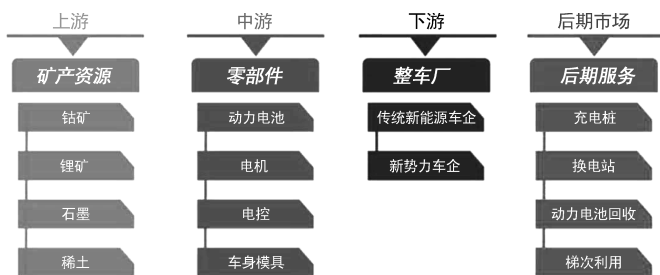 上游
中游
下游
后期市场
矿产资源
零部件
整车厂
后期服务
钴矿
动力电池
传统新能源车企
充电桩
锂矿
电机
新势力车企
换电站
石墨
电控
动力电池回收
稀土
车身模具
梯次利用